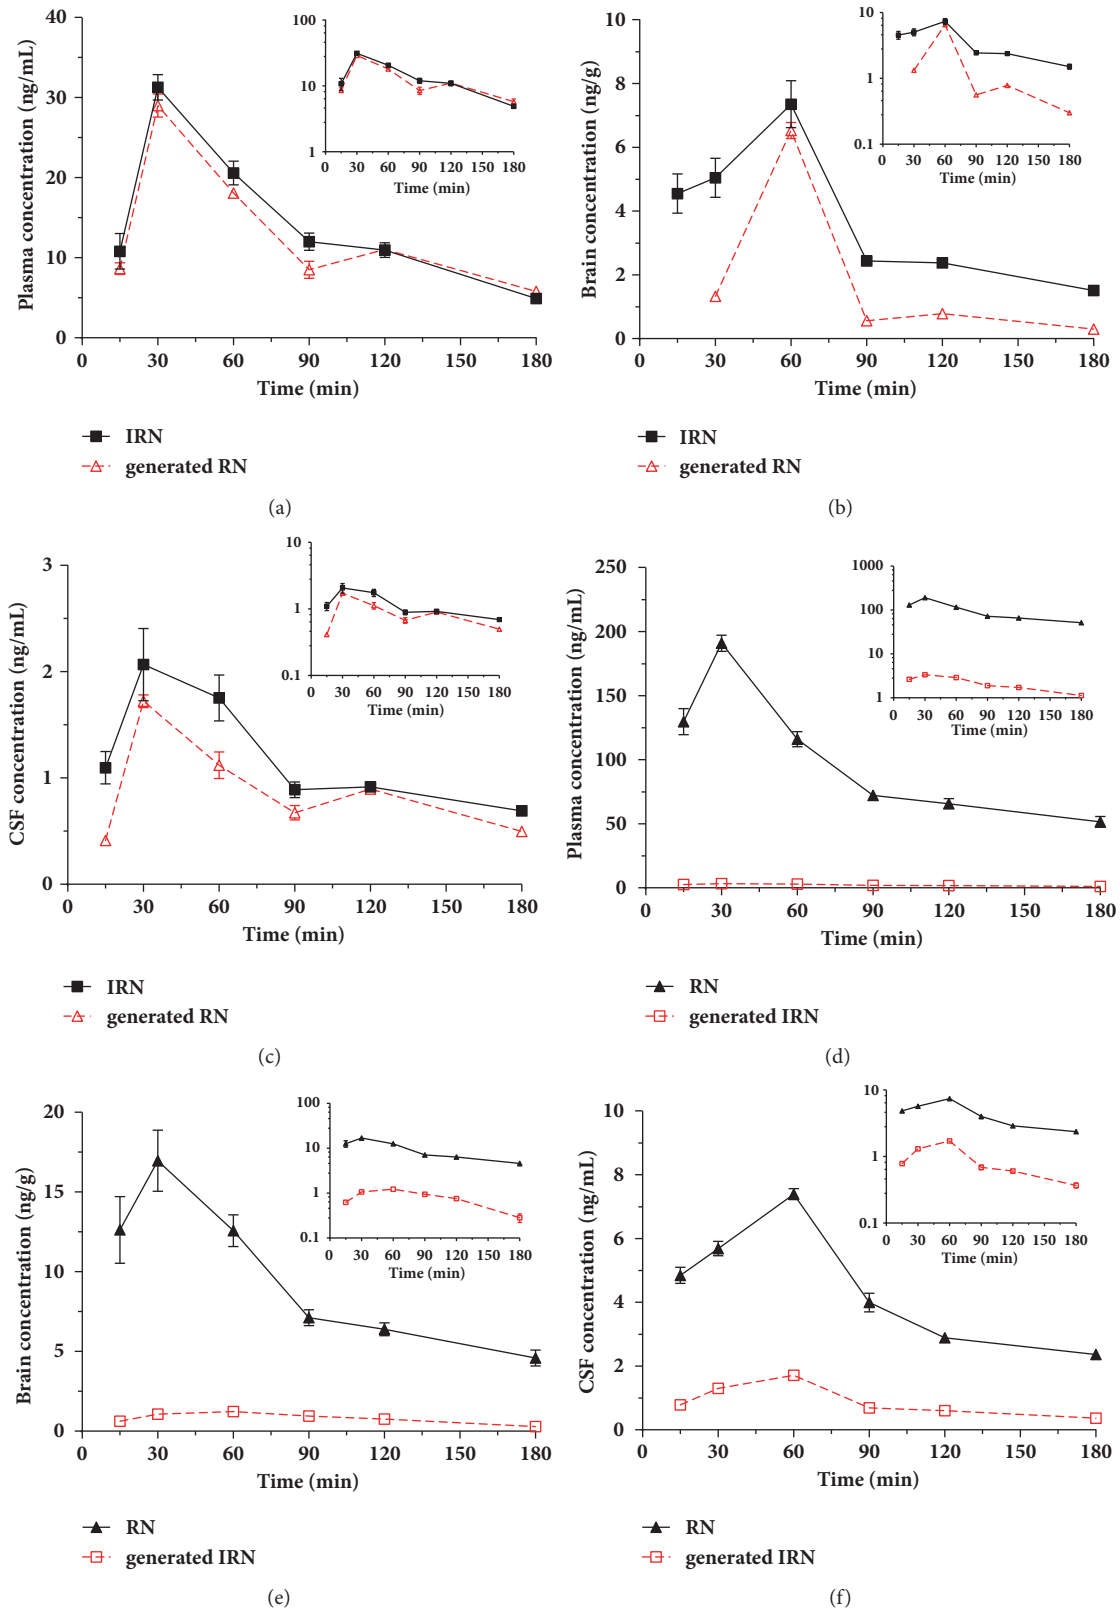 Plasma concentration (ng/mL)
40
30
20
10
0
0 30 60 90 120 150 180
Time (min)
100
10
1
0 30 60 90 120 150 180
Time (min)
IRN
generated RN
(a)
Brain concentration (ng/g)
10
8
6
4
2
0
0 30 60 90 120 150 180
Time (min)
10
1
0.1
0 30 60 90 120 150 180
Time (min)
IRN
generated RN
(b)
CSF concentration (ng/mL)
3
2
1
0
0 30 60 90 120 150 180
Time (min)
10
1
0.1
0 30 60 90 120 150 180
Time (min)
IRN
generated RN
(c)
Plasma concentration (ng/mL)
250
200
150
100
50
0
0 30 60 90 120 150 180
Time (min)
1000
100
10
1
0 30 60 90 120 150 180
Time (min)
RN
generated IRN
(d)
Brain concentration (ng/g)
20
15
10
5
0
0 30 60 90 120 150 180
Time (min)
100
10
1
0.1
0 30 60 90 120 150 180
Time (min)
RN
generated IRN
(e)
CSF concentration (ng/mL)
10
8
6
4
2
0
0 30 60 90 120 150 180
Time (min)
10
1
0.1
0 30 60 90 120 150 180
Time (min)
RN
generated IRN
(f)